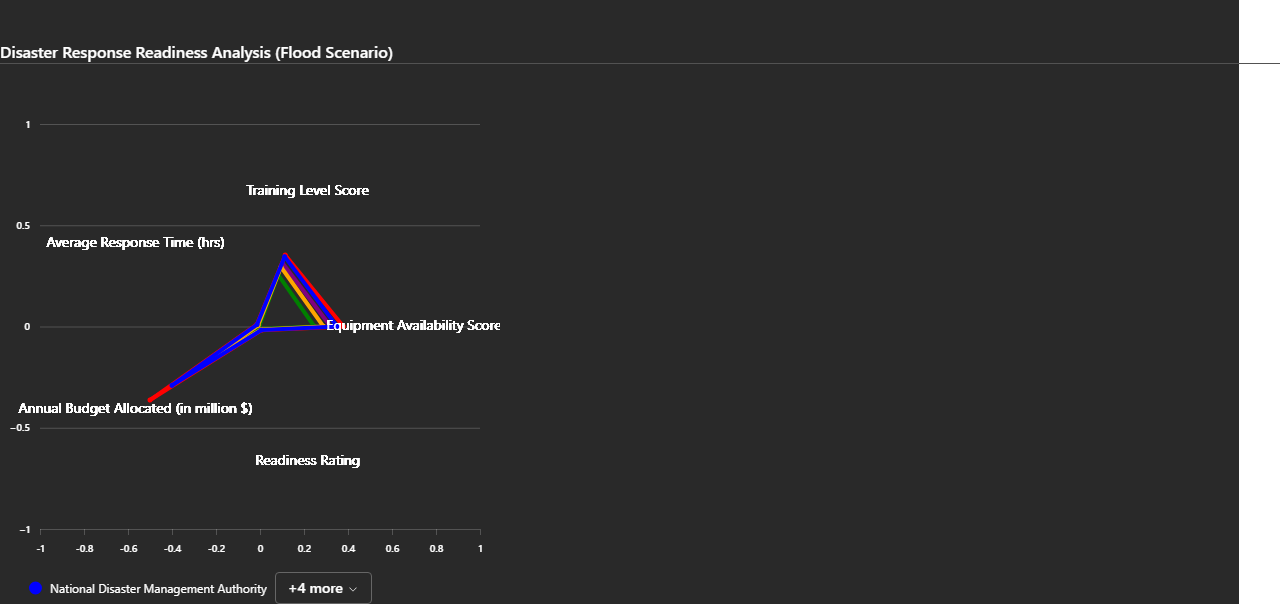 Disaster Response Readiness Analysis (Flood Scenario)
1
Training Level Score
0.5
Average Response Time (hrs)
0
Equipment Availability Score
Annual Budget Allocated (in million $)
−0.5
Readiness Rating
−1
-1 -0.8 -0.6 -0.4 -0.2 0 0.2 0.4 0.6 0.8 1
National Disaster Management Authority +4 more